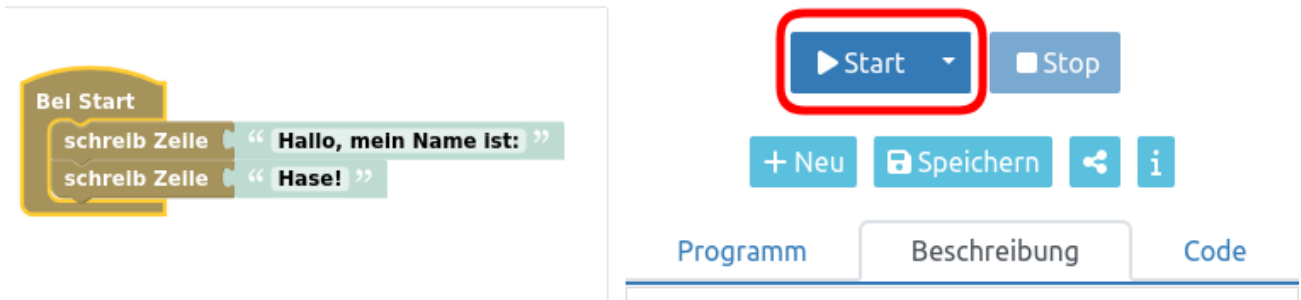 Bei Start
schreib Zeile “ Hallo, mein Name ist: ”
schreib Zeile “ Hase! ”
Start Stop
+ Neu Speichern i
Programm Beschreibung Code